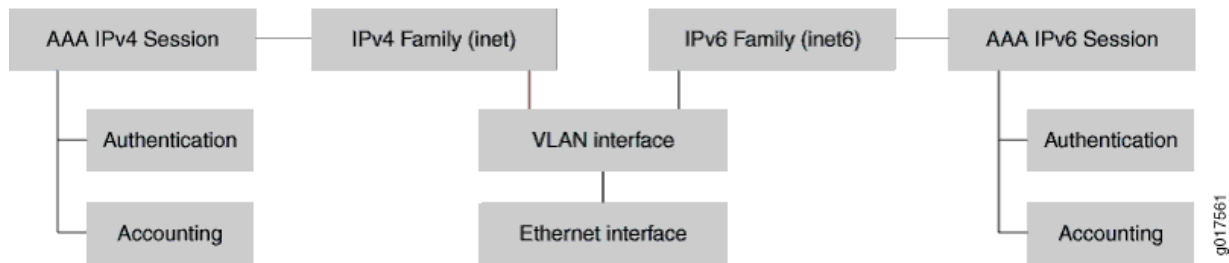 AAA IPv4 Session
IPv4 Family (inet)
IPv6 Family (inet6)
AAA IPv6 Session
Authentication
VLAN interface
Authentication
Accounting
Ethernet interface
Accounting
g017561